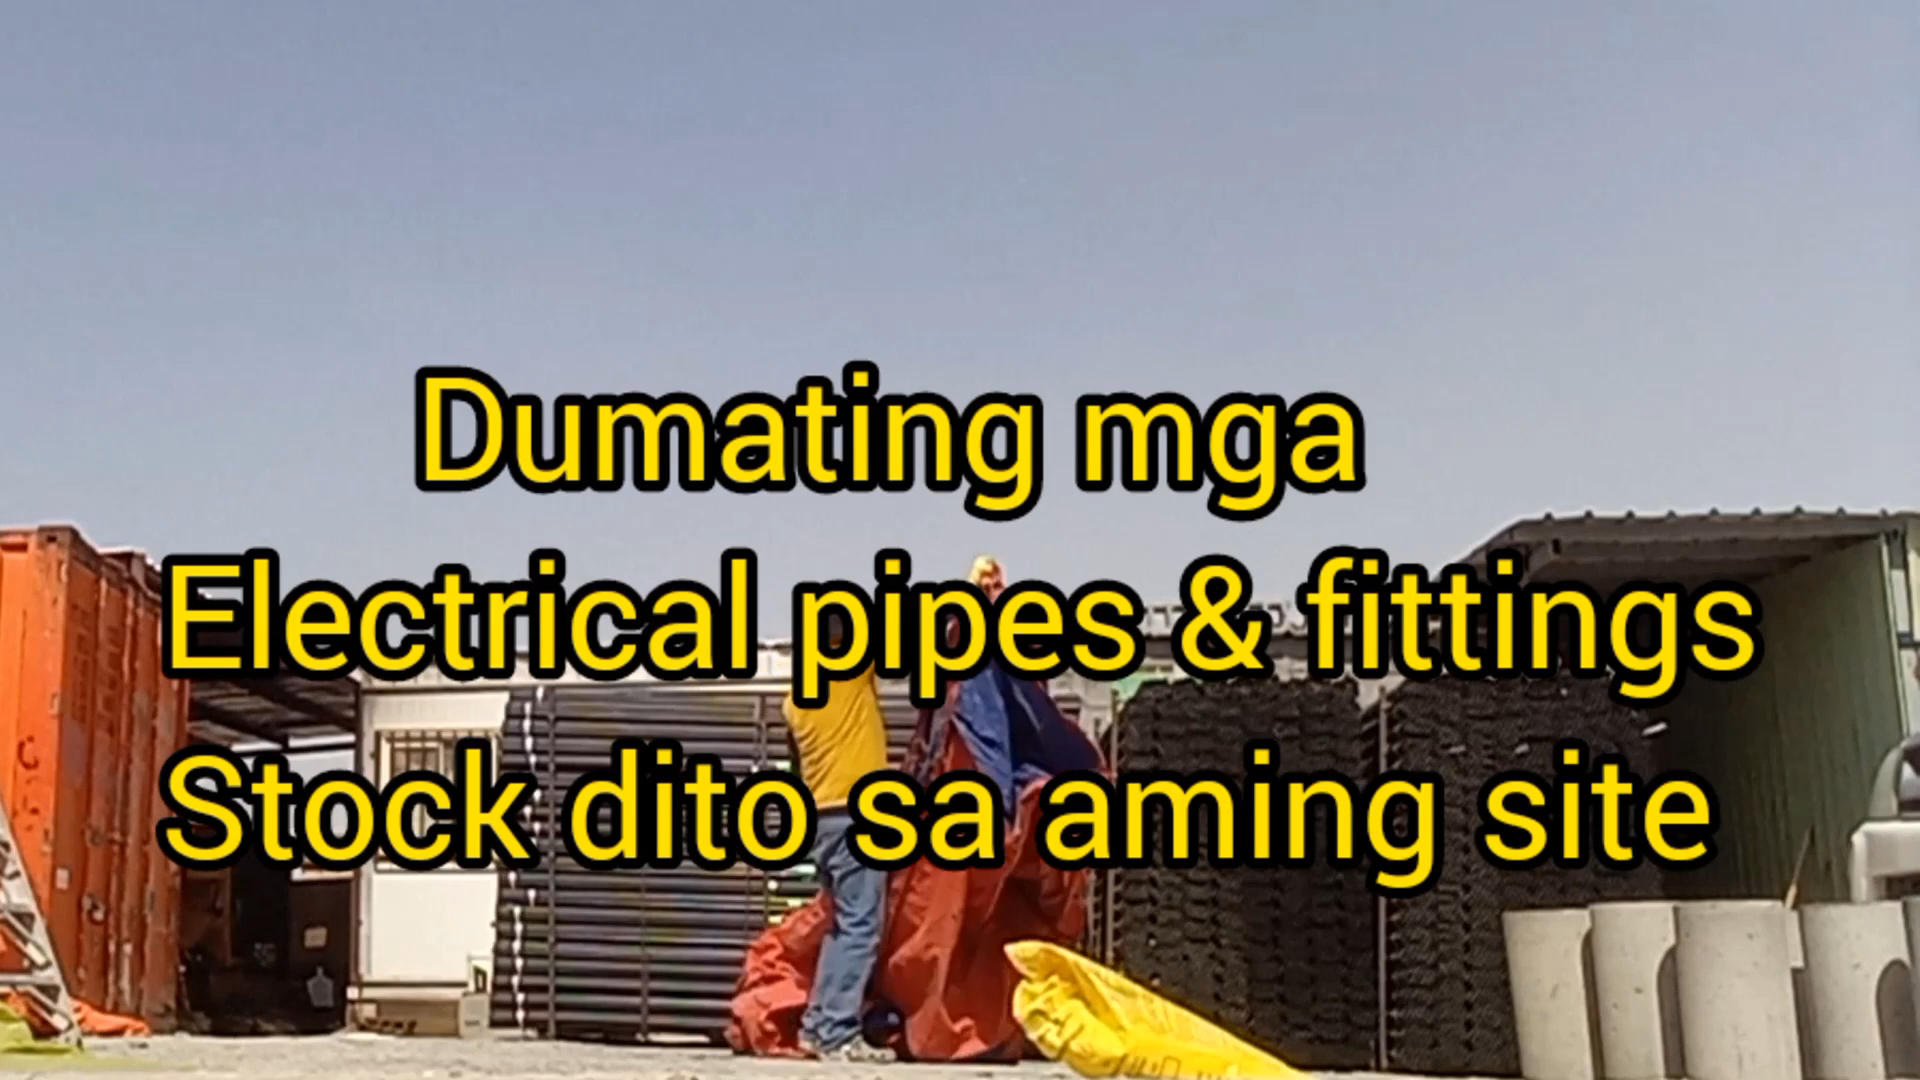 Dumating mga
Electrical pipes & fittings
Stock dito sa aming site